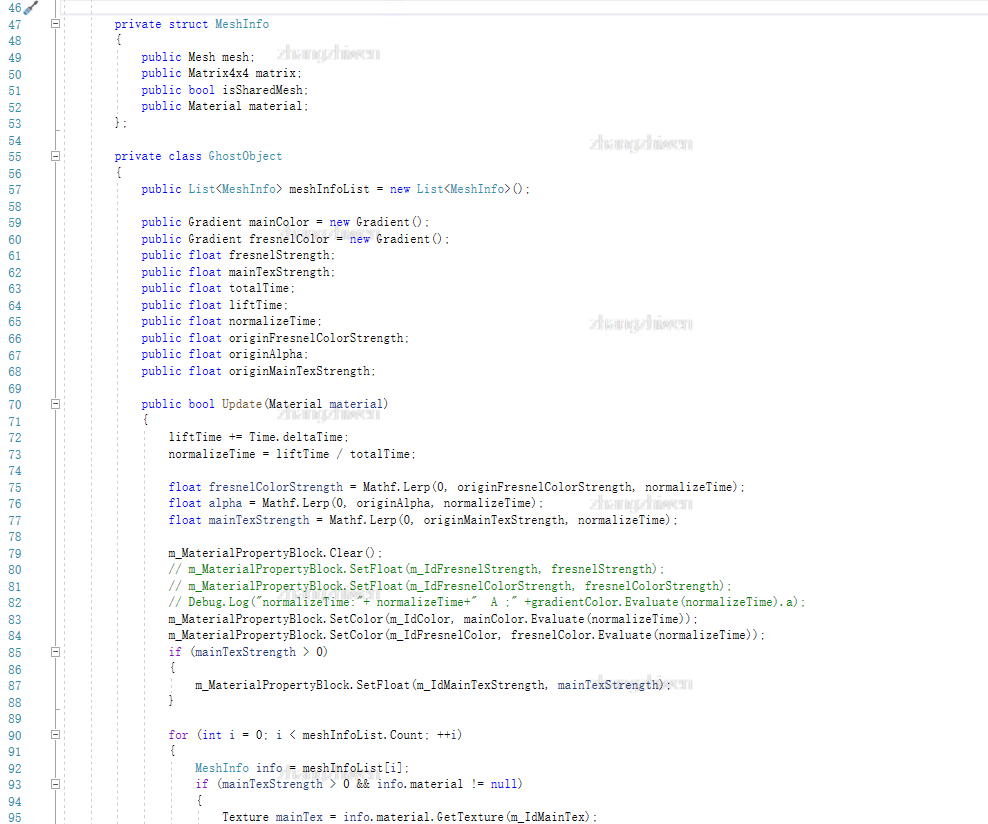 46
47 private struct MeshInfo
48 {
49 public Mesh mesh;
50 public Matrix4x4 matrix;
51 public bool isSharedMesh;
52 public Material material;
53 };
54
55 private class GhostObject
56 {
57 public List<MeshInfo> meshInfoList = new List<MeshInfo>();
58
59 public Gradient mainColor = new Gradient();
60 public Gradient fresnelColor = new Gradient();
61 public float fresnelStrength;
62 public float mainTexStrength;
63 public float totalTime;
64 public float liftTime;
65 public float normalizeTime;
66 public float originFresnelColorStrength;
67 public float originAlpha;
68 public float originMainTexStrength;
69
70 public bool Update(Material material)
71 {
72 liftTime += Time.deltaTime;
73 normalizeTime = liftTime / totalTime;
74
75 float fresnelColorStrength = Mathf.Lerp(0, originFresnelColorStrength, normalizeTime);
76 float alpha = Mathf.Lerp(0, originAlpha, normalizeTime);
77 float mainTexStrength = Mathf.Lerp(0, originMainTexStrength, normalizeTime);
78
79 m_MaterialPropertyBlock.Clear();
80 // m_MaterialPropertyBlock.SetFloat(m_IdFresnelStrength, fresnelStrength);
81 // m_MaterialPropertyBlock.SetFloat(m_IdFresnelColorStrength, fresnelColorStrength);
82 // Debug.Log("normalizeTime:"+ normalizeTime+" A ;" +gradientColor.Evaluate(normalizeTime).a);
83 m_MaterialPropertyBlock.SetColor(m_IdColor, mainColor.Evaluate(normalizeTime));
84 m_MaterialPropertyBlock.SetColor(m_IdFresnelColor, fresnelColor.Evaluate(normalizeTime));
85 if (mainTexStrength > 0)
86 {
87 m_MaterialPropertyBlock.SetFloat(m_IdMainTexStrength, mainTexStrength);
88 }
89
90 for (int i = 0; i < meshInfoList.Count; ++i)
91 {
92 MeshInfo info = meshInfoList[i];
93 if (mainTexStrength > 0 && info.material != null)
94 {
95 Texture mainTex = info.material.GetTexture(m_IdMainTex);
zhangzhiwen
zhangzhiwen
zhangzhiwen
zhangzhiwen
zhangzhiwen
zhangzhiwen
zhangzhiwen
zhangzhiwen
zhangzhiwen